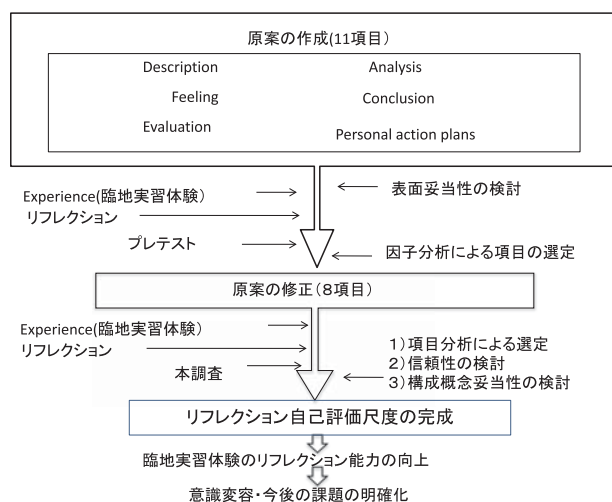 原案の作成(11項目)
Description
Analysis
Feeling
Conclusion
Evaluation
Personal action plans
Experience(臨地実習体験)
表面妥当性の検討
リフレクション
プレテスト
因子分析による項目の選定
原案の修正(8項目)
Experience(臨地実習体験)
リフレクション
本調査
1)項目分析による選定
2)信頼性の検討
3)構成概念妥当性の検討
リフレクション自己評価尺度の完成
臨地実習体験のリフレクション能力の向上
意識変容・今後の課題の明確化